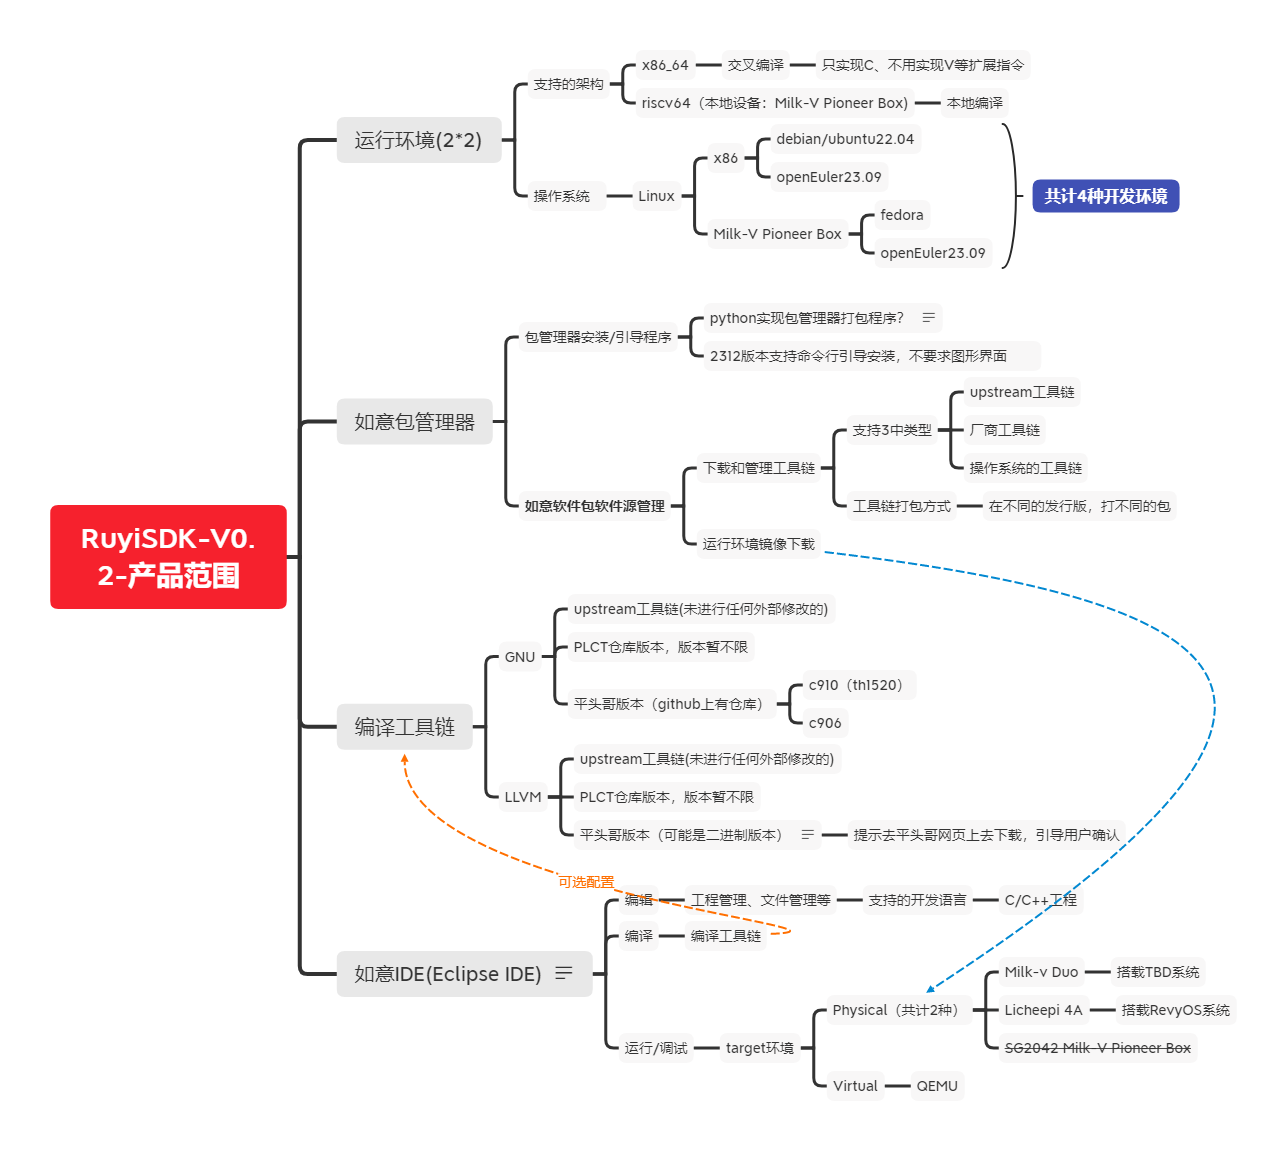 RuyiSDK-V0.
2-产品范围
运行环境(2*2)
支持的架构
x86_64
交叉编译
只实现C、不用实现V等扩展指令
riscv64（本地设备：Milk-V Pioneer Box）
本地编译
操作系统
Linux
x86
debian/ubuntu22.04
openEuler23.09
Milk-V Pioneer Box
fedora
openEuler23.09
共计4种开发环境
如意包管理器
包管理器安装/引导程序
python实现包管理器打包程序？
2312版本支持命令行引导安装，不要求图形界面
如意软件包软件源管理
下载和管理工具链
支持3中类型
upstream工具链
厂商工具链
操作系统的工具链
工具链打包方式
在不同的发行版，打不同的包
运行环境镜像下载
编译工具链
GNU
upstream工具链(未进行任何外部修改的)
PLCT仓库版本，版本暂不限
平头哥版本（github上有仓库）
c910（th1520）
c906
LLVM
upstream工具链(未进行任何外部修改的)
PLCT仓库版本，版本暂不限
平头哥版本（可能是二进制版本）
提示去平头哥网页上去下载，引导用户确认
可选配置
如意IDE(Eclipse IDE)
编辑
工程管理、文件管理等
支持的开发语言
C/C++工程
编译
编译工具链
运行/调试
target环境
Physical（共计2种）
Milk-v Duo
搭载TBD系统
Licheepi 4A
搭载RevyOS系统
SG2042 Milk-V Pioneer Box
Virtual
QEMU